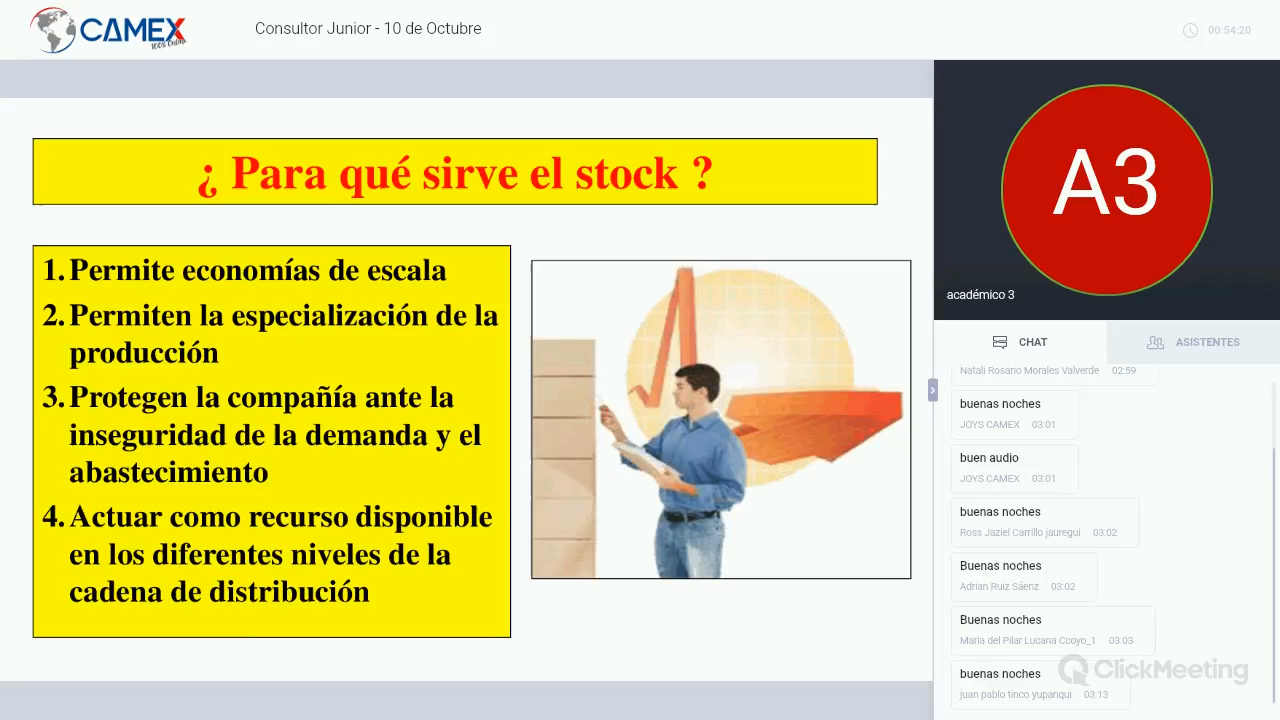 CAMEX
100% Online
Consultor Junior - 10 de Octubre
00:54:20
¿ Para qué sirve el stock ?
1. Permite economías de escala
2. Permiten la especialización de la
producción
3. Protegen la compañía ante la
inseguridad de la demanda y el
abastecimiento
4. Actuar como recurso disponible
en los diferentes niveles de la
cadena de distribución
A3
académico 3
CHAT
ASISTENTES
Natali Rosario Morales Valverde 02:59
buenas noches
JOYS CAMEX 03:01
buen audio
JOYS CAMEX 03:01
buenas noches
Ross Jaziel Carrillo jauregui 03:02
Buenas noches
Adrian Ruiz Sáenz 03:02
Buenas noches
Maria del Pilar Lucana Ccoyo_1 03:03
buenas noches
juan pablo tinco yupanqui 03:13
ClickMeeting